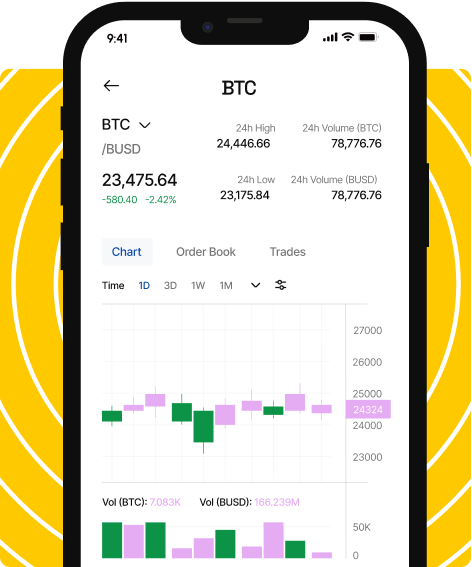 9:41
BTC
BTC
/BUSD
24h High
24h Volume (BTC)
24,446.66
78,776.76
23,475.64
-580.40 -2.42%
24h Low
24h Volume (BUSD)
23,175.84
78,776.76
Chart Order Book Trades
Time 1D 3D 1W 1M
27000
26000
25000
24324
24000
23000
Vol (BTC): 7.083K Vol (BUSD): 166.239M
50K
0